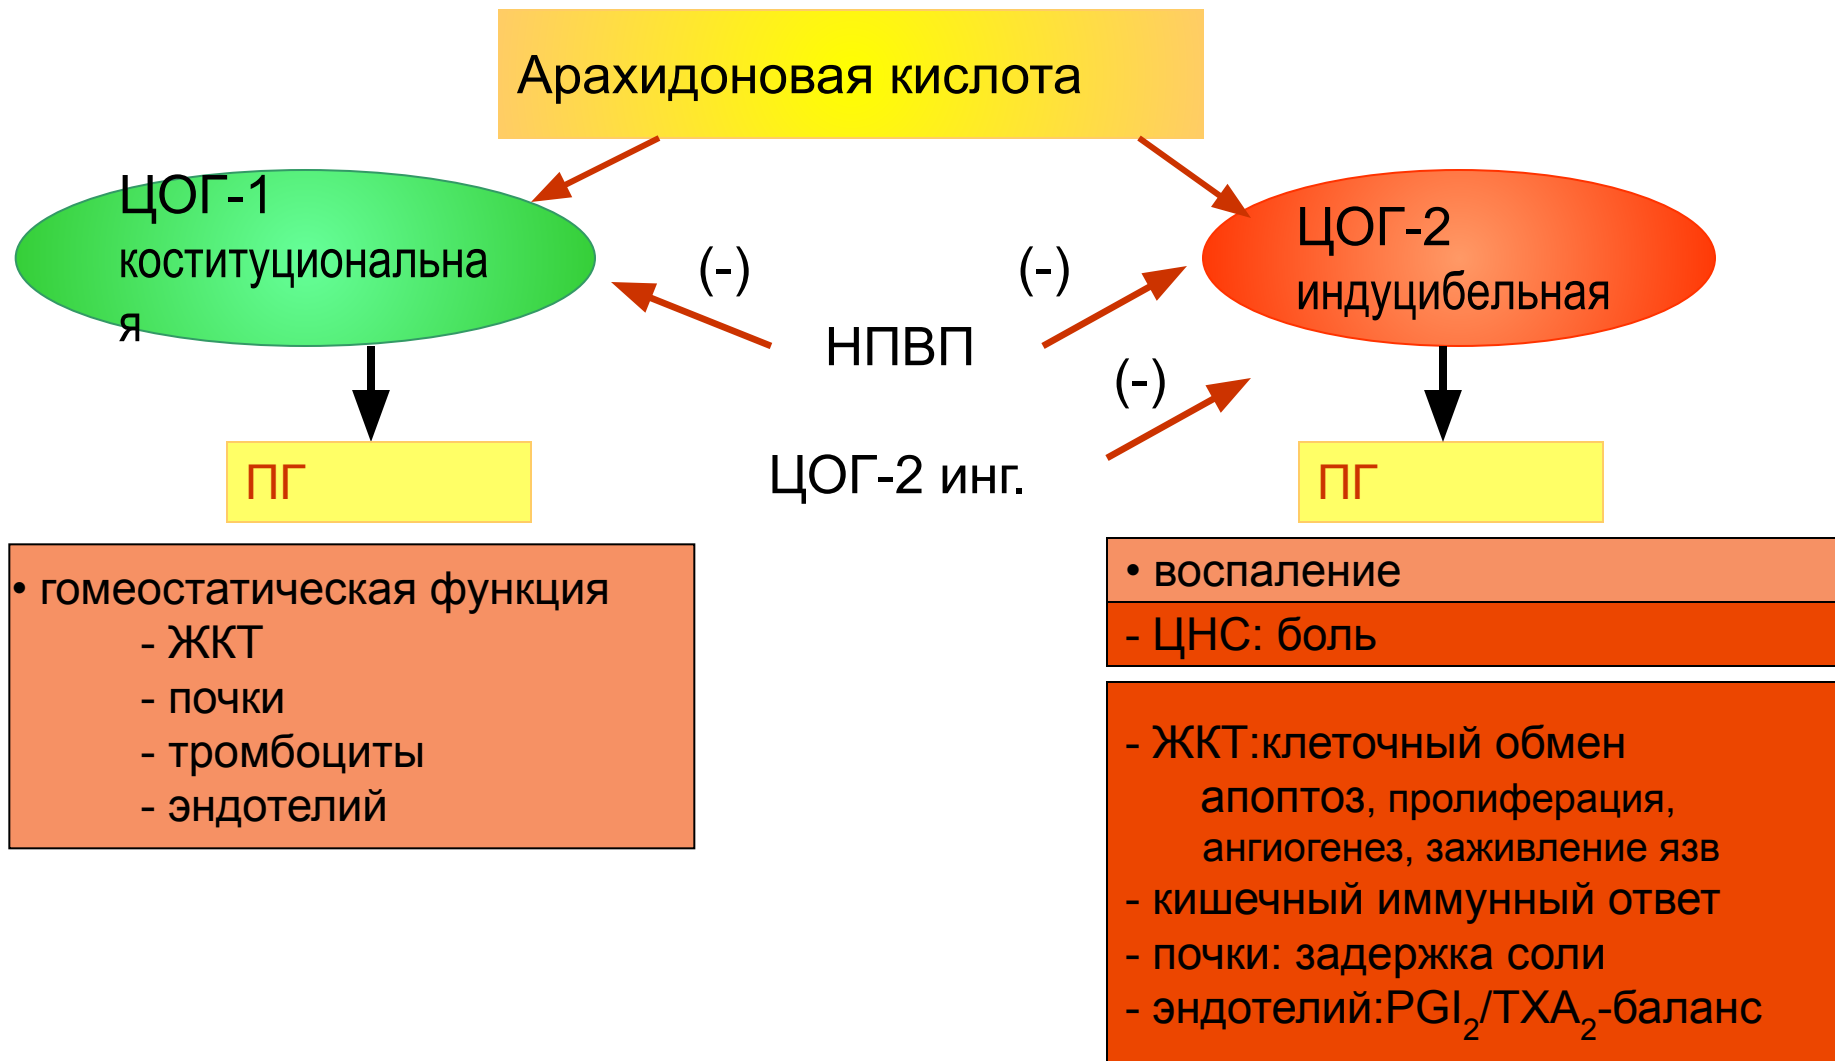 Арахидоновая кислота
ЦОГ-1
коституциональна
я
(-)
(-)
ЦОГ-2
индуцибельная
НПВП
(-)
ЦОГ-2 инг.
ПГ
ПГ
• гомеостатическая функция
- ЖКТ
- почки
- тромбоциты
- эндотелий
• воспаление
- ЦНС: боль
- ЖКТ:клеточный обмен
апоптоз, пролиферация,
ангиогенез, заживление язв
- кишечный иммунный ответ
- почки: задержка соли
- эндотелий:PGI₂/TXA₂-баланс